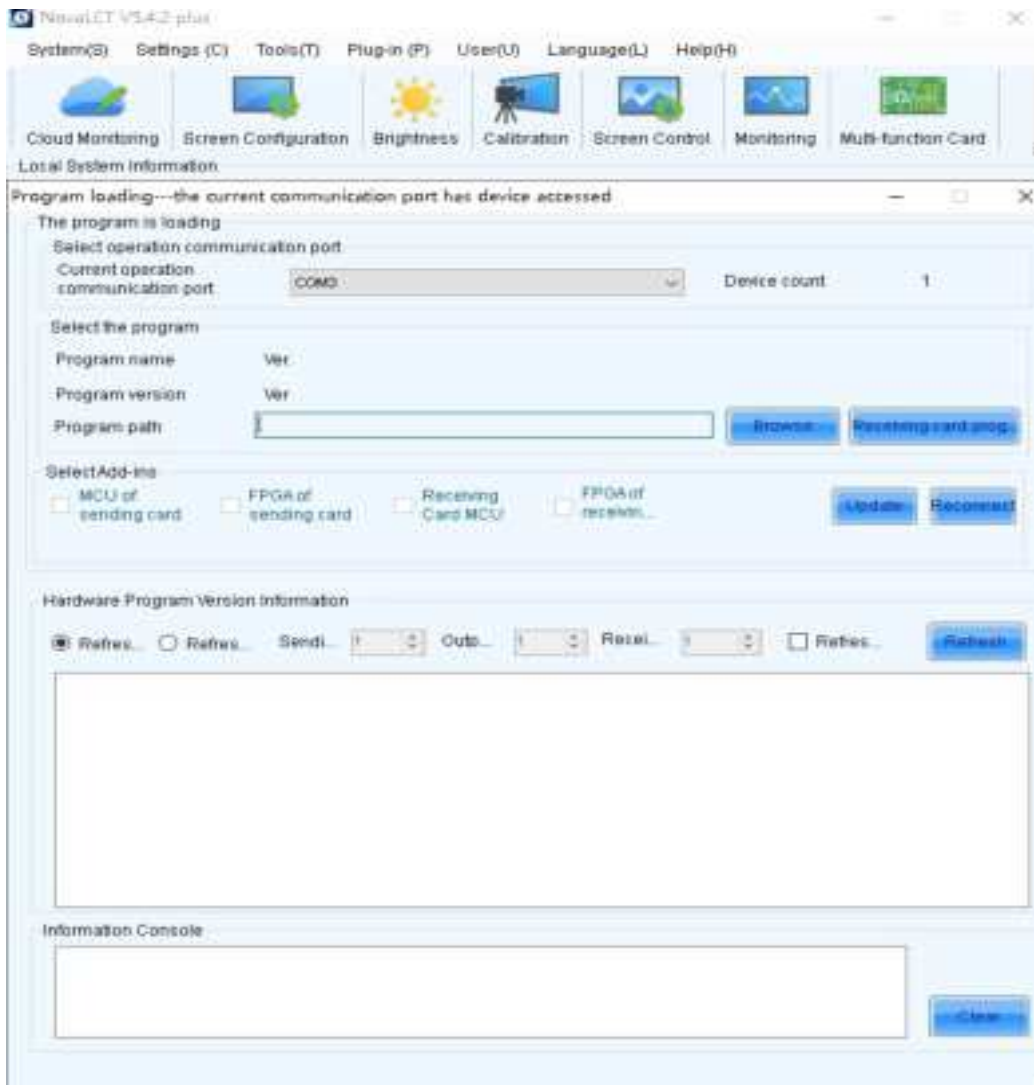 NovaLCT V5.4.2 plus
System(S) Settings (C) Tools(T) Plug-in (P) User(U) Language(L) Help(H)
Cloud Monitoring Screen Configuration Brightness Calibration Screen Control Monitoring Multi-function Card
Local System Information
Program loading---the current communication port has device accessed
The program is loading
Select operation communication port
Current operation
communication port
COM3
Device count 1
Select the program
Program name Ver
Program version Ver
Program path
Browse Receiving card prog...
Select Add-ins
MCU of
sending card
FPGA of
sending card
Receiving
Card MCU
FPGA of
receivin...
Update Reconnect
Hardware Program Version Information
Refres... Refres... Sendi... 1 Outp... 1 Recei... 1 Refres... Refresh
Information Console
Clear